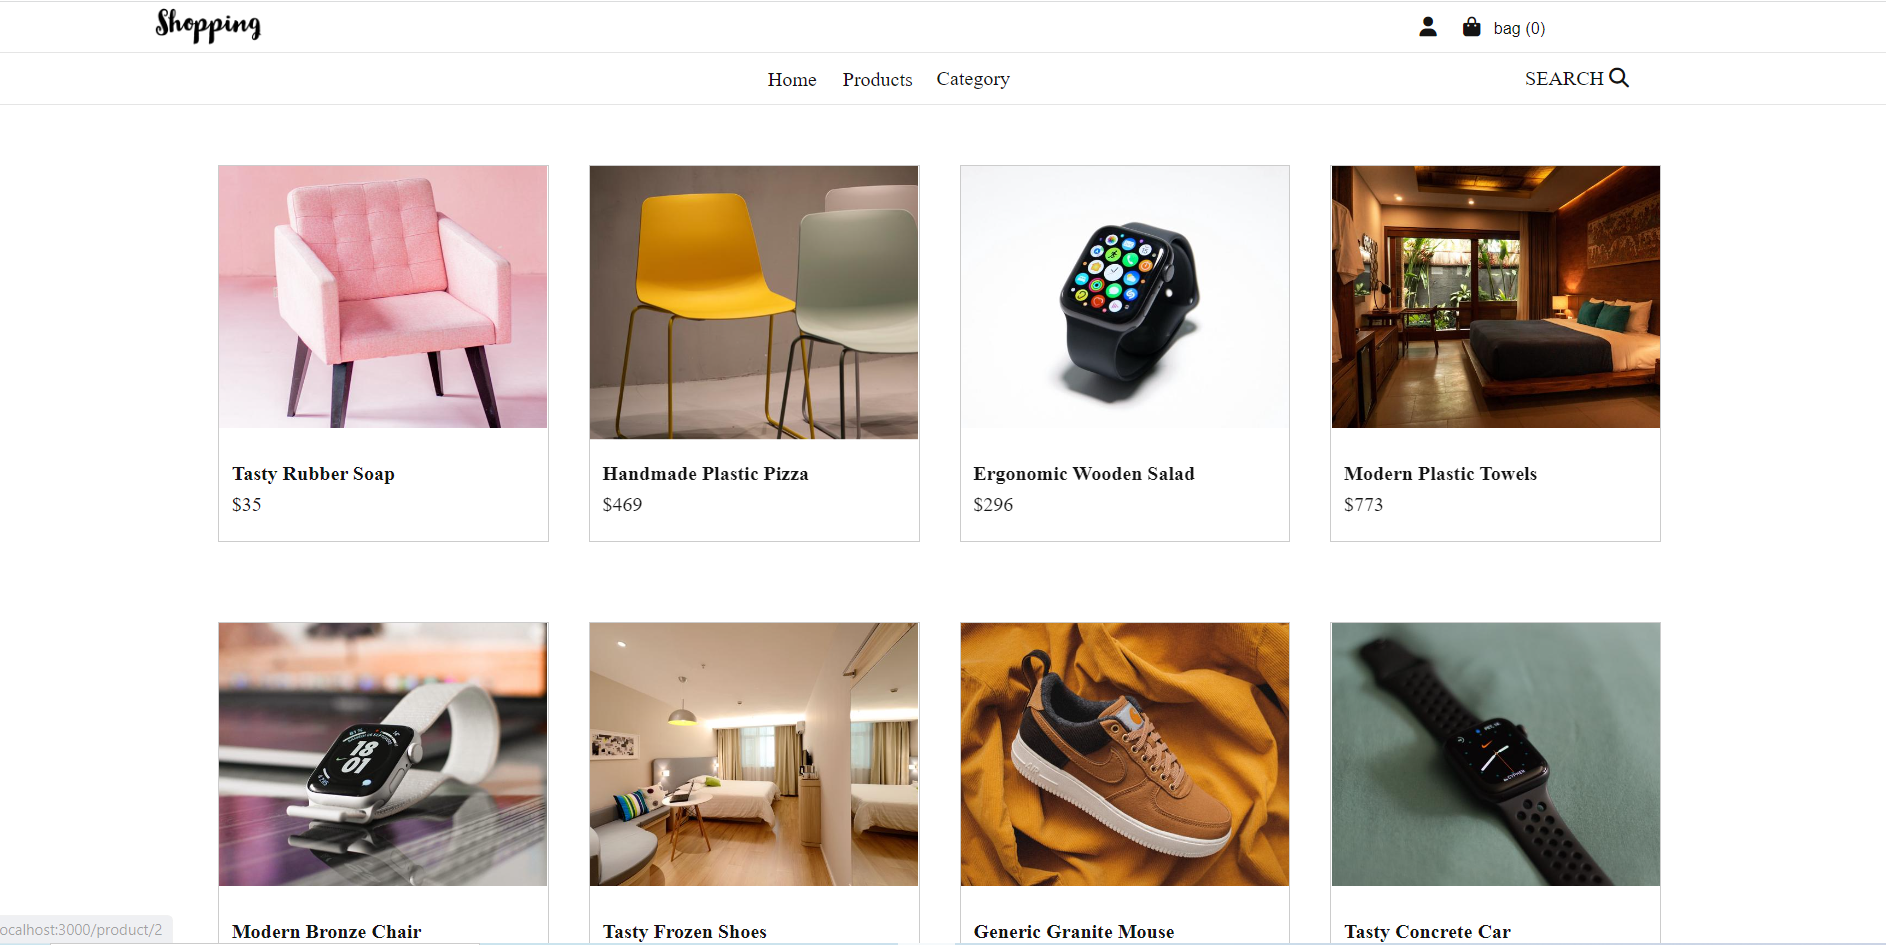 Shopping
bag (0)
Home Products Category
SEARCH
Tasty Rubber Soap
$35
Handmade Plastic Pizza
$469
Ergonomic Wooden Salad
$296
Modern Plastic Towels
$773
18
01
Modern Bronze Chair
Tasty Frozen Shoes
Generic Granite Mouse
Tasty Concrete Car
ocalhost:3000/product/2